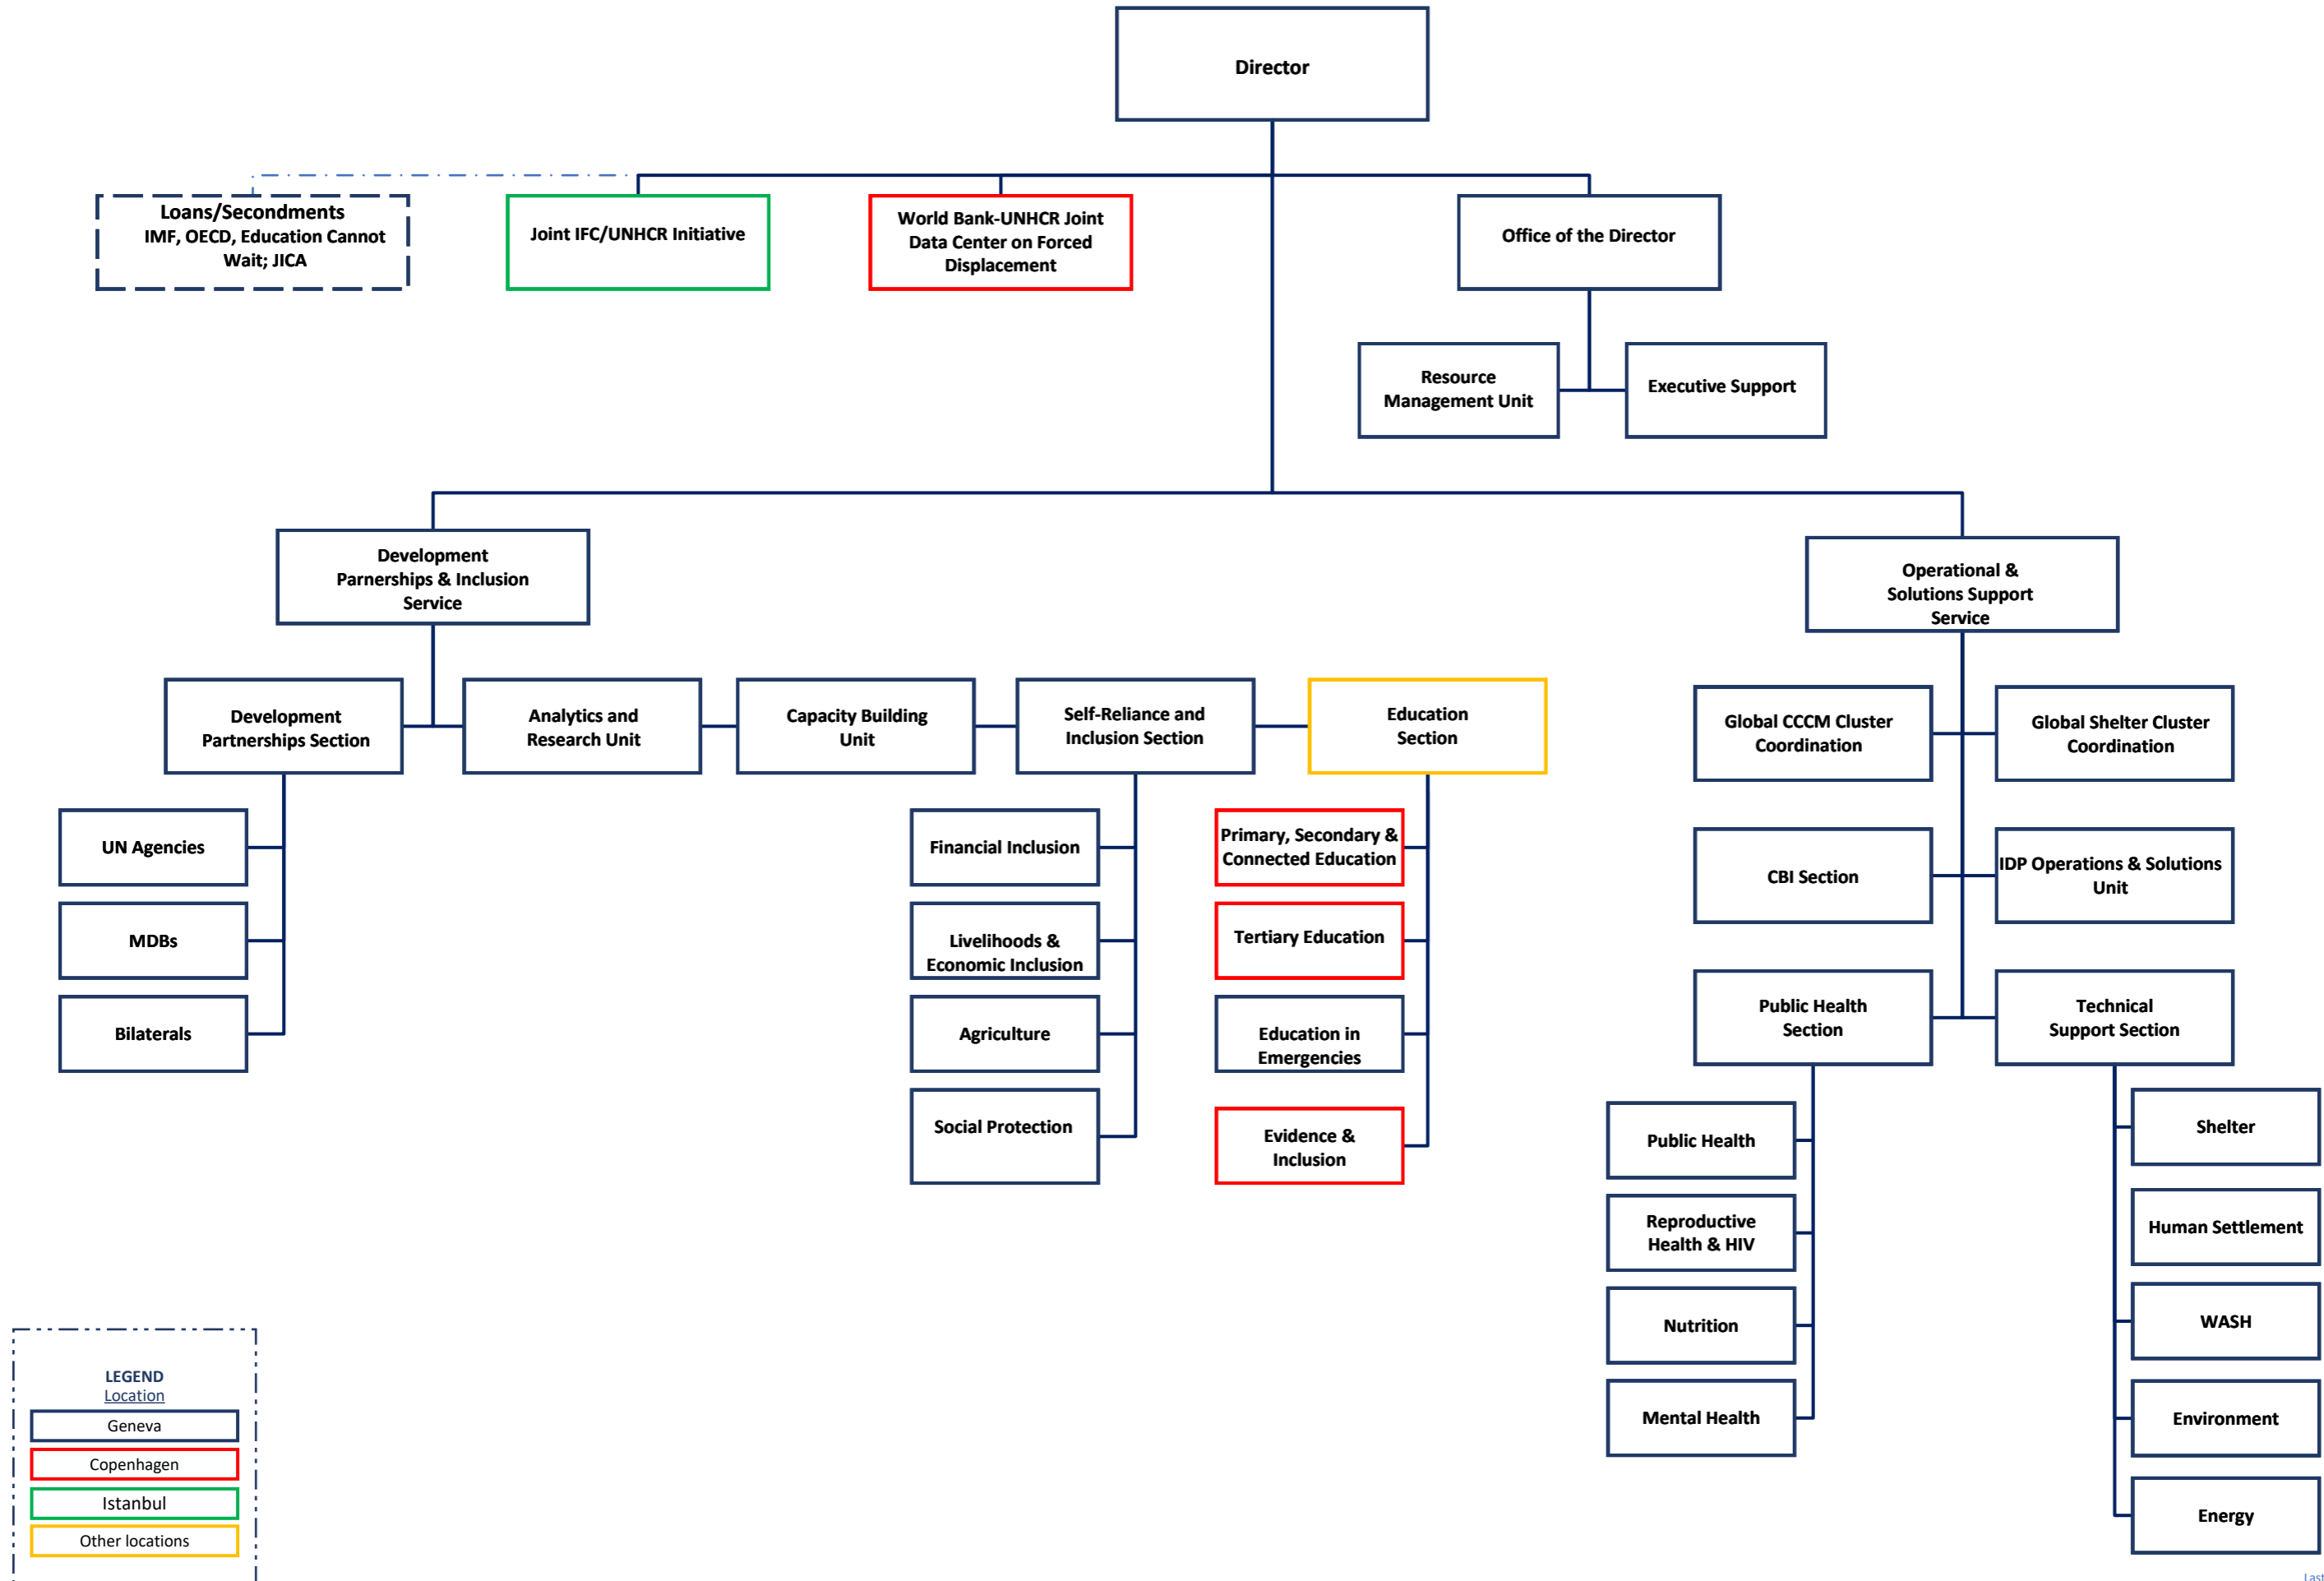 Director
Loans/Secondments
IMF, OECD, Education Cannot
Wait; JICA
Joint IFC/UNHCR Initiative
World Bank-UNHCR Joint
Data Center on Forced
Displacement
Office of the Director
Resource
Management Unit
Executive Support
Development
Parnerships & Inclusion
Service
Operational &
Solutions Support
Service
Development
Partnerships Section
Analytics and
Research Unit
Capacity Building
Unit
Self-Reliance and
Inclusion Section
Education
Section
Global CCCM Cluster
Coordination
Global Shelter Cluster
Coordination
UN Agencies
MDBs
Bilaterals
Financial Inclusion
Livelihoods &
Economic Inclusion
Agriculture
Social Protection
Primary, Secondary &
Connected Education
Tertiary Education
Education in
Emergencies
Evidence &
Inclusion
CBI Section
IDP Operations & Solutions
Unit
Public Health
Section
Technical
Support Section
Public Health
Reproductive
Health & HIV
Nutrition
Mental Health
Shelter
Human Settlement
WASH
Environment
Energy
LEGEND
Location
Geneva
Copenhagen
Istanbul
Other locations
Last